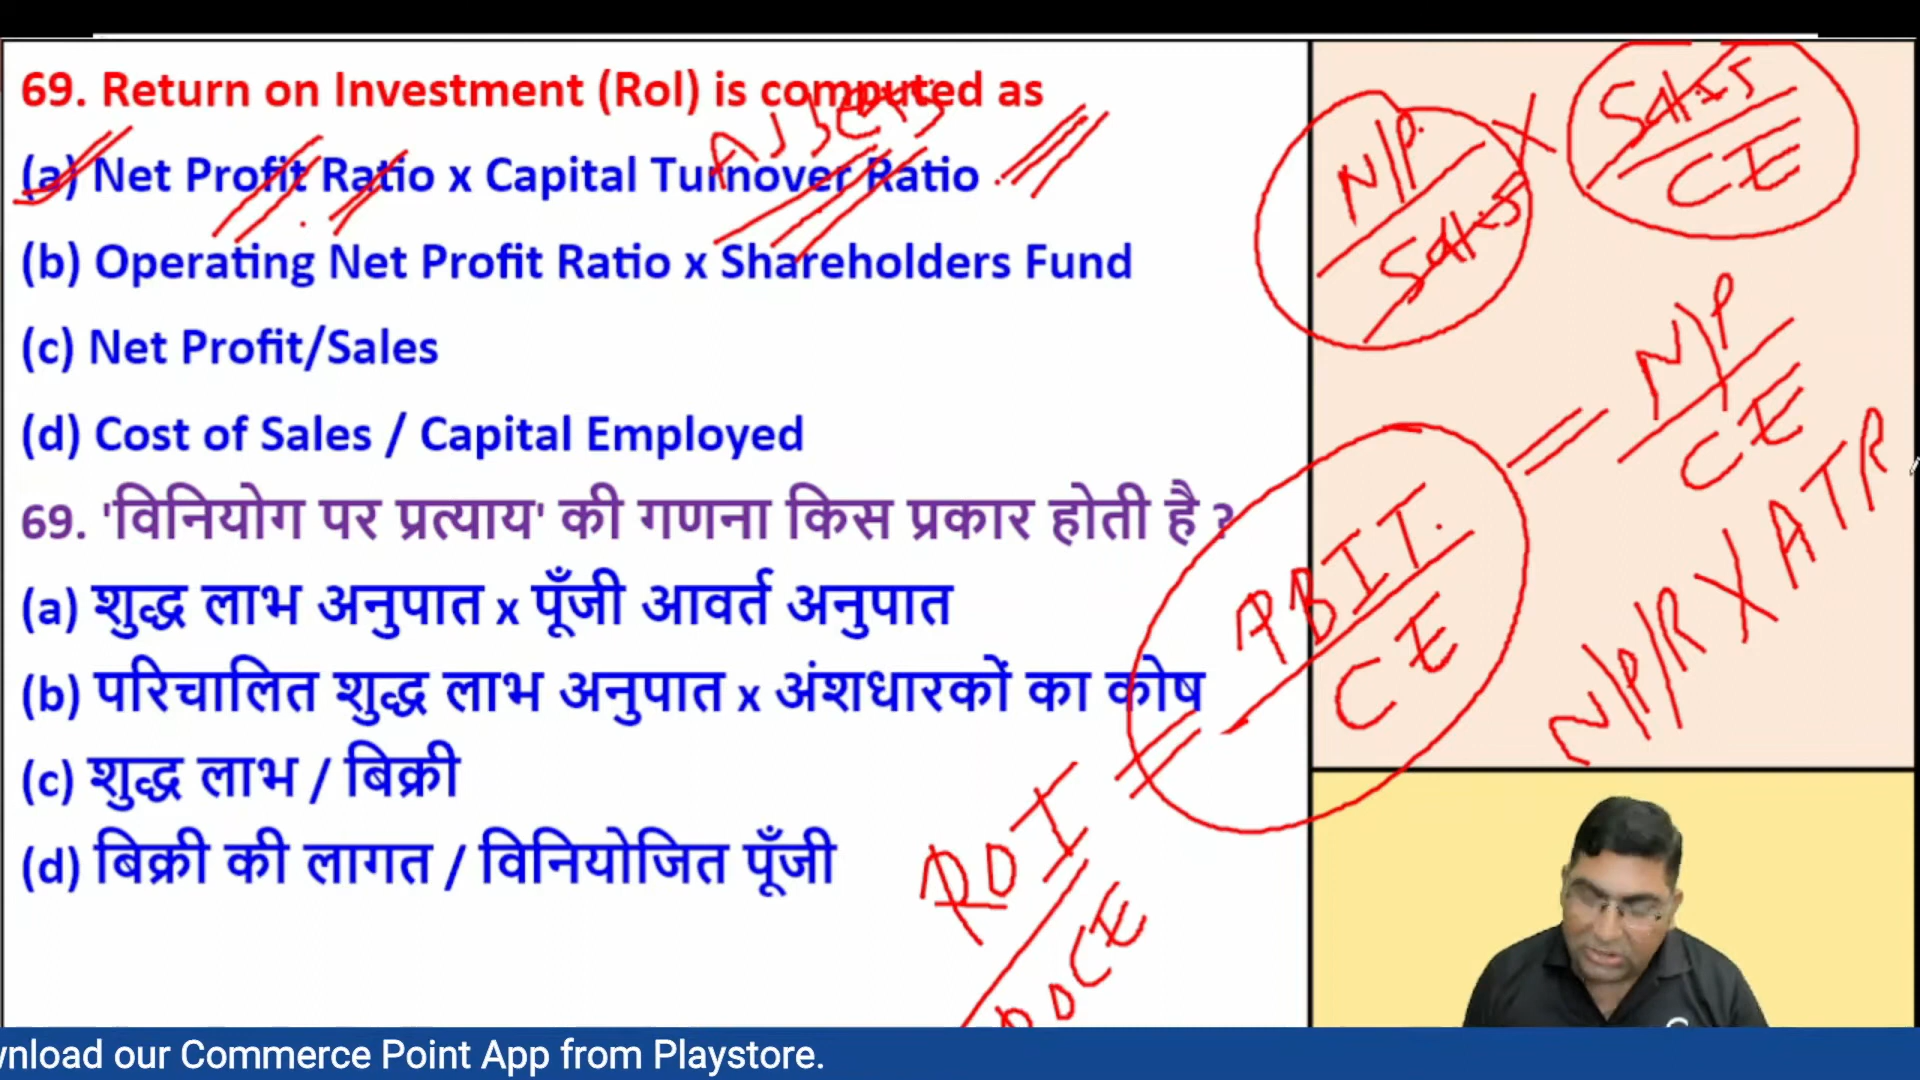 69. Return on Investment (RoI) is computed as
Assets
(a) Net Profit Ratio x Capital Turnover Ratio
(b) Operating Net Profit Ratio x Shareholders Fund
(c) Net Profit/Sales
(d) Cost of Sales / Capital Employed
69. 'विनियोग पर प्रत्याय' की गणना किस प्रकार होती है ?
(a) शुद्ध लाभ अनुपात x पूँजी आवर्त अनुपात
(b) परिचालित शुद्ध लाभ अनुपात x अंशधारकों का कोष
(c) शुद्ध लाभ / बिक्री
(d) बिक्री की लागत / विनियोजित पूँजी
N/P. X Sales
Sales CE
= N/P
CE
PBIT.
CE
N/P/R X ATR
ROI =
ROCE
wnload our Commerce Point App from Playstore.